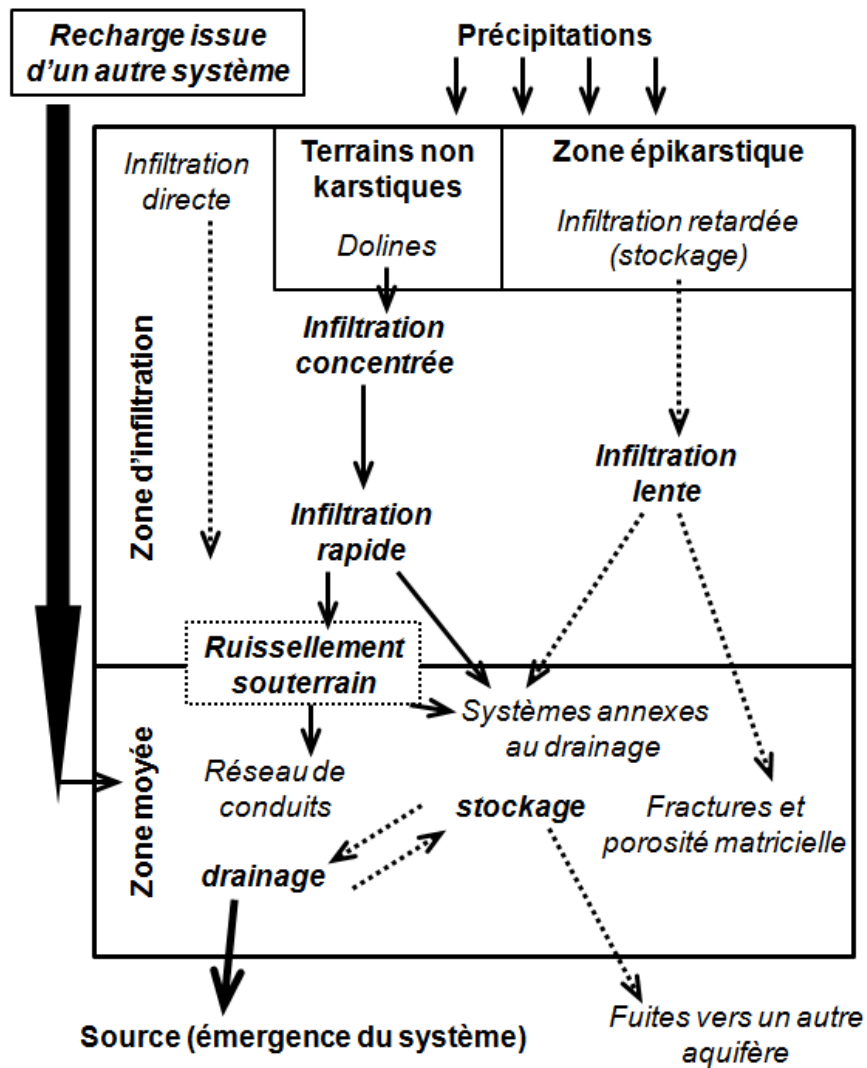 Recharge issue
d'un autre système
Précipitations
Infiltration
directe
Terrains non
karstiques
Dolines
Zone épikarstique
Infiltration retardée
(stockage)
Zone d'infiltration
Infiltration
concentrée
Infiltration
lente
Infiltration
rapide
Ruissellement
souterrain
Zone moyée
Systèmes annexes
au drainage
Réseau de
conduits
stockage
Fractures et
porosité matricielle
drainage
Source (émergence du système)
Fuites vers un autre
aquifère